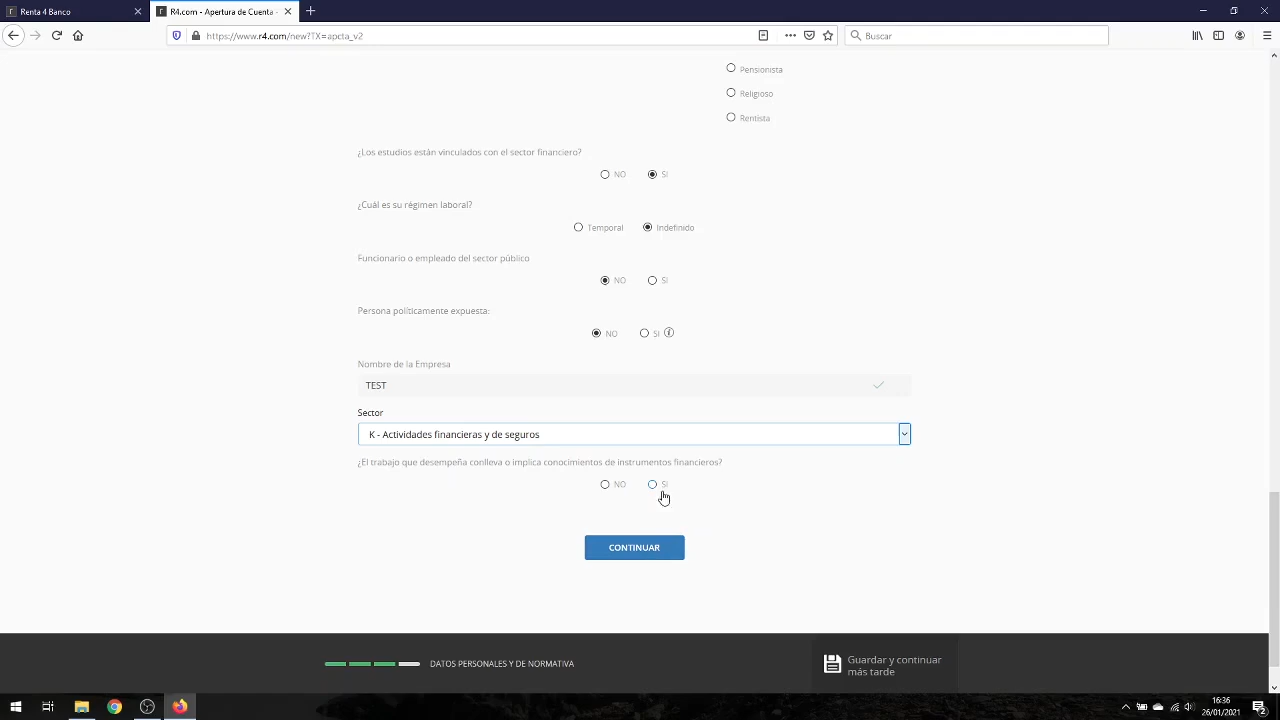 Renta 4 Banco
R4.com - Apertura de Cuenta -
https://www.r4.com/new?TX=apcta_v2
Buscar
Pensionista
Religioso
Rentista
¿Los estudios están vinculados con el sector financiero?
NO SI
¿Cuál es su régimen laboral?
Temporal Indefinido
Funcionario o empleado del sector público
NO SI
Persona políticamente expuesta:
NO SI
Nombre de la Empresa
TEST
Sector
K - Actividades financieras y de seguros
¿El trabajo que desempeña conlleva o implica conocimientos de instrumentos financieros?
NO SI
CONTINUAR
DATOS PERSONALES Y DE NORMATIVA
Guardar y continuar
más tarde
16:36
26/01/2021
2